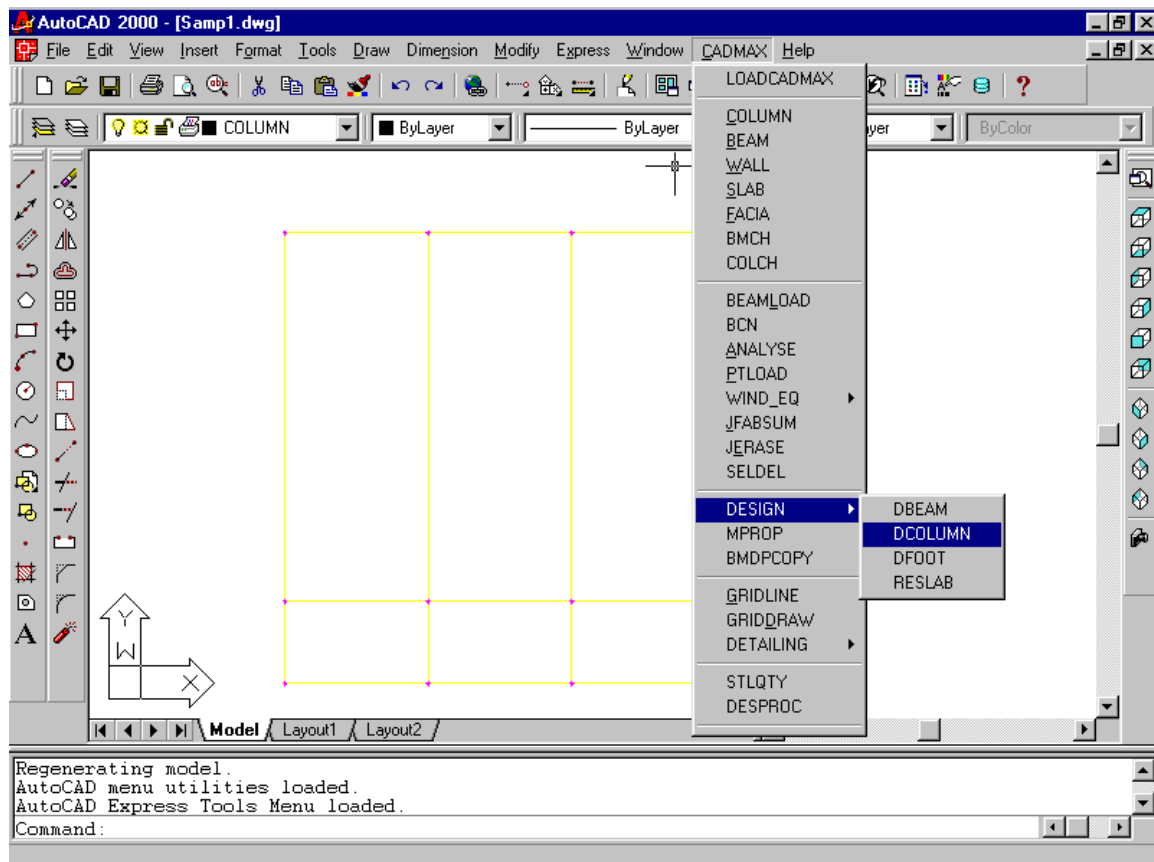 AutoCAD 2000 - [Samp1.dwg]
File Edit View Insert Format Tools Draw Dimension Modify Express Window CADMAX Help
COLUMN ByLayer ByLayer yer ByColor
LOADCADMAX
COLUMN
BEAM
WALL
SLAB
FACIA
BMCH
COLCH
BEAMLOAD
BCN
ANALYSE
PTLOAD
WIND_EQ
JFABSUM
JERASE
SELDEL
DESIGN
MPROP
BMDPCOPY
GRIDLINE
GRIDDRAW
DETAILING
STLQTY
DESPROC
DBEAM
DCOLUMN
DFOOT
RESLAB
Y
W
X
A
Model Layout1 Layout2
Regenerating model.
AutoCAD menu utilities loaded.
AutoCAD Express Tools Menu loaded.
Command: